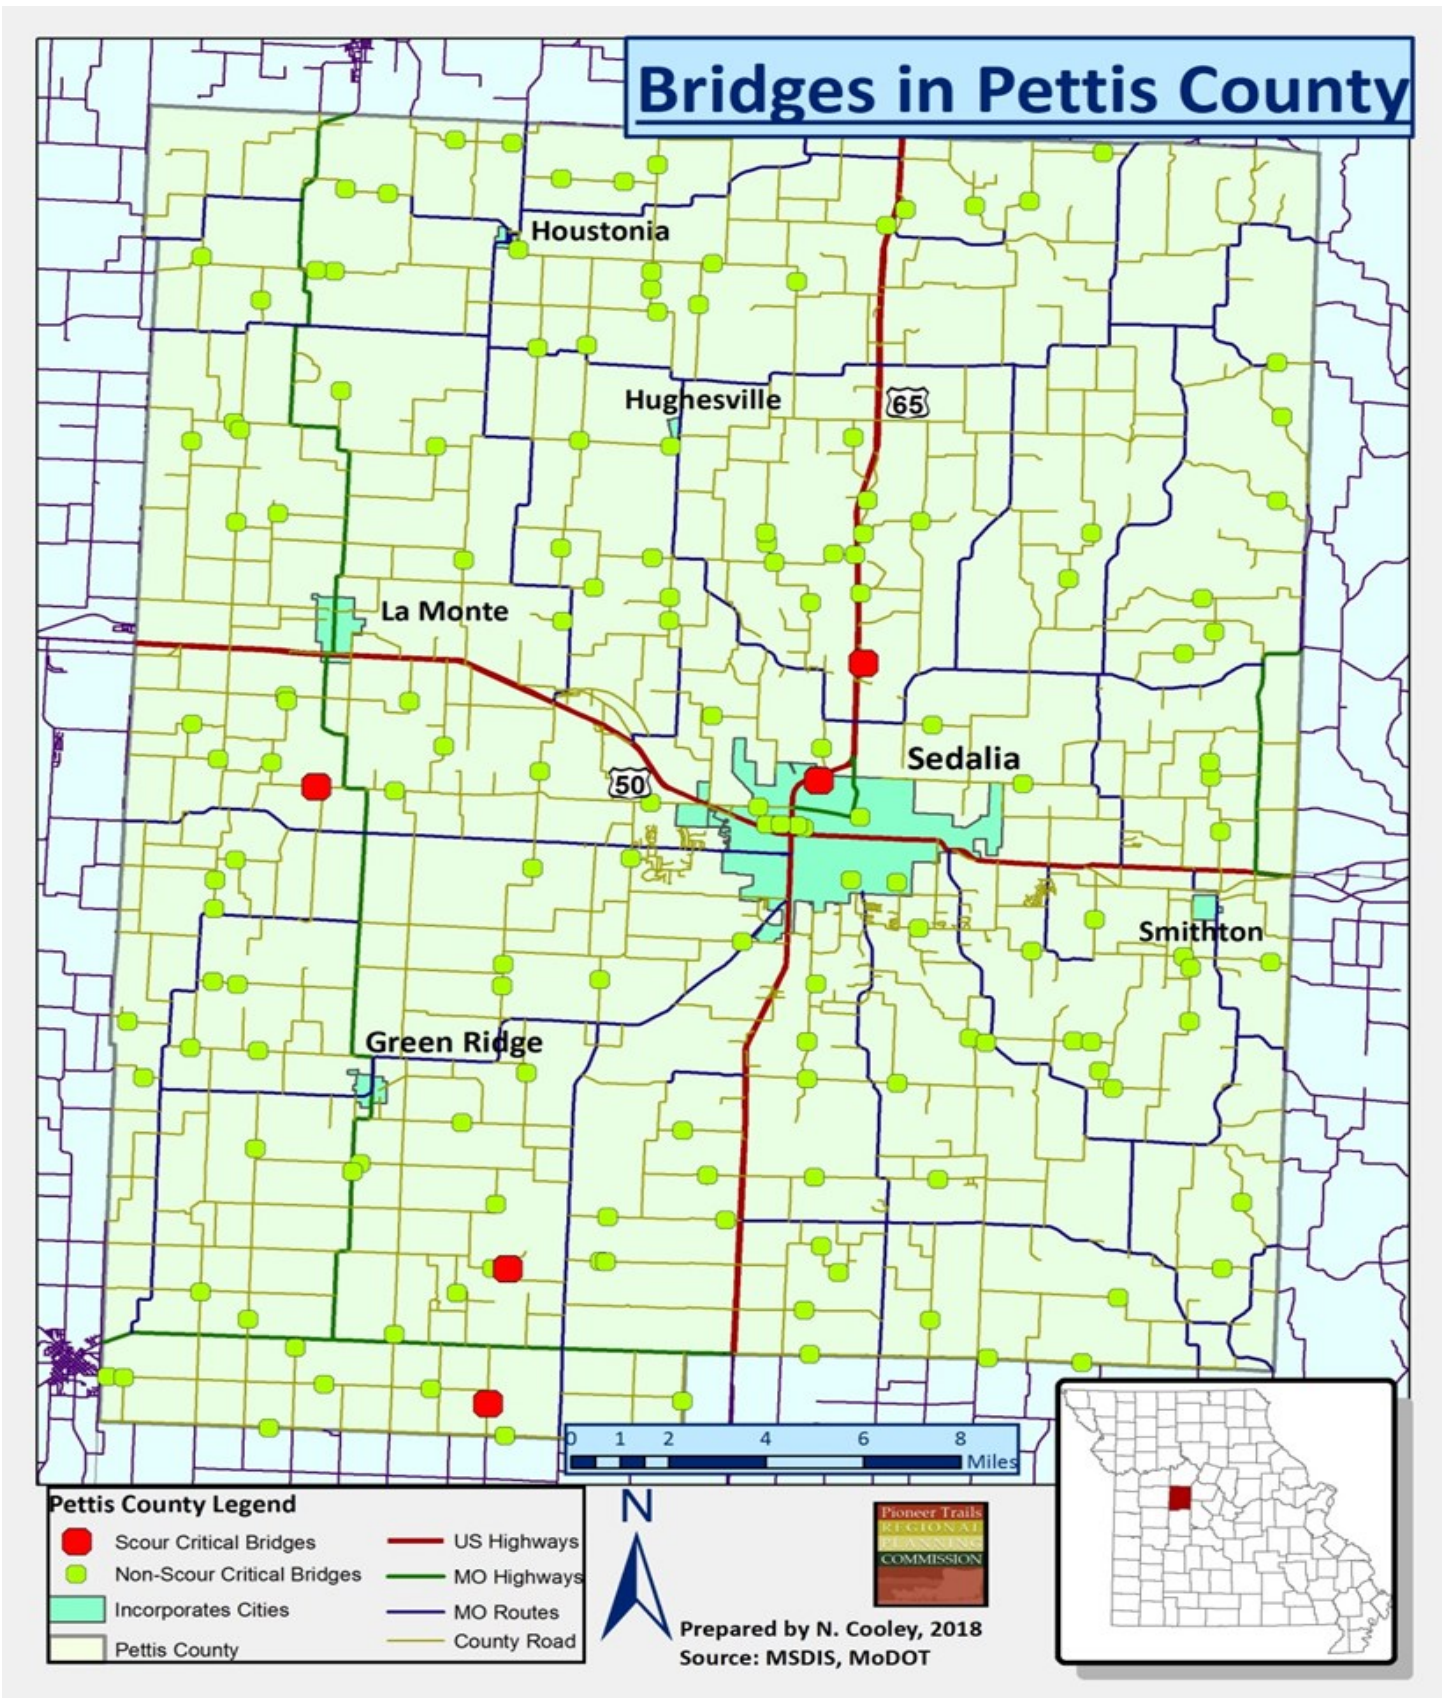 Bridges in Pettis County
Houstonia
Hughesville
65
La Monte
Sedalia
50
Smithton
Green Ridge
0 1 2 4 6 8
Miles
Pettis County Legend
Scour Critical Bridges
Non-Scour Critical Bridges
Incorporates Cities
Pettis County
US Highways
MO Highways
MO Routes
County Road
N
Pioneer Trails
REGIONAL
PLANNING
COMMISSION
Prepared by N. Cooley, 2018
Source: MSDIS, MoDOT